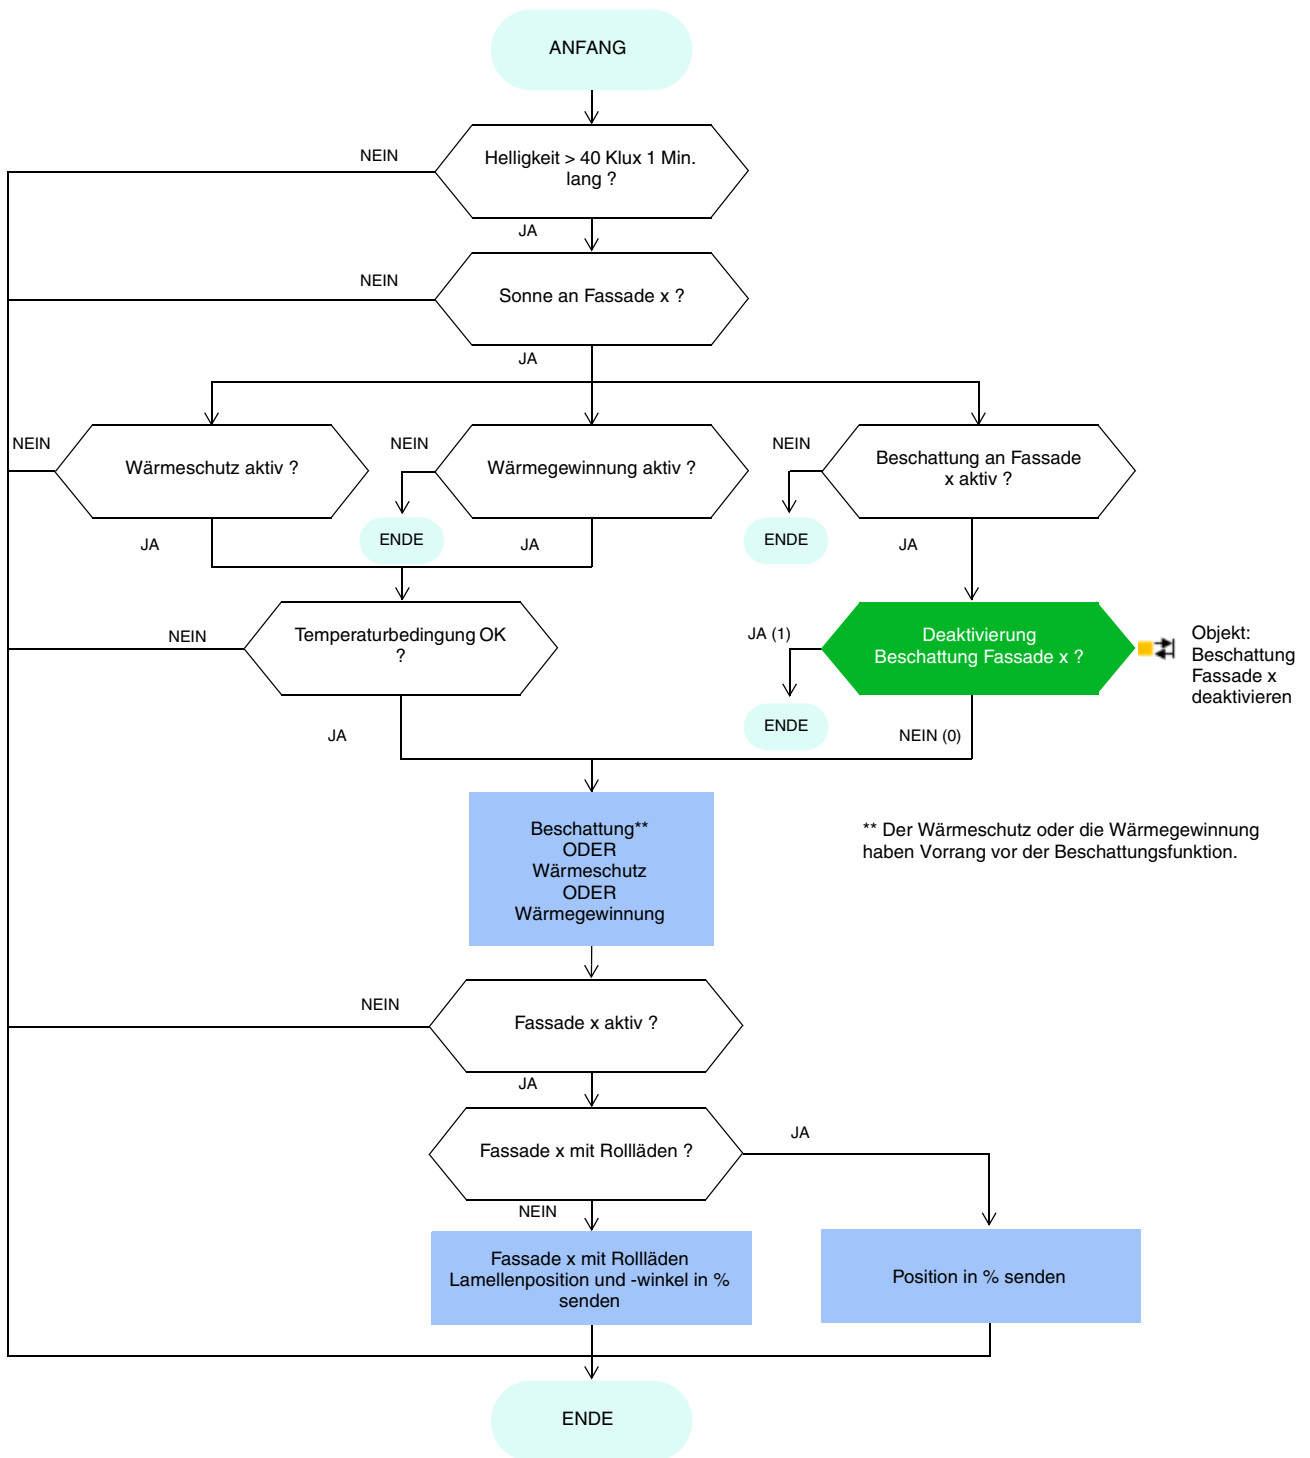 ANFANG
NEIN
Helligkeit > 40 Klux 1 Min.
lang ?
JA
NEIN
Sonne an Fassade x ?
JA
NEIN
Wärmeschutz aktiv ?
NEIN
Wärmegewinnung aktiv ?
NEIN
Beschattung an Fassade
x aktiv ?
JA
ENDE
JA
ENDE
JA
NEIN
Temperaturbedingung OK
?
JA (1)
Deaktivierung
Beschattung Fassade x ?
Objekt:
Beschattung
Fassade x
deaktivieren
JA
ENDE
NEIN (0)
Beschattung**
ODER
Wärmeschutz
ODER
Wärmegewinnung
** Der Wärmeschutz oder die Wärmegewinnung
haben Vorrang vor der Beschattungsfunktion.
NEIN
Fassade x aktiv ?
JA
Fassade x mit Rollläden ?
JA
NEIN
Fassade x mit Rollläden
Lamellenposition und -winkel in %
senden
Position in % senden
ENDE